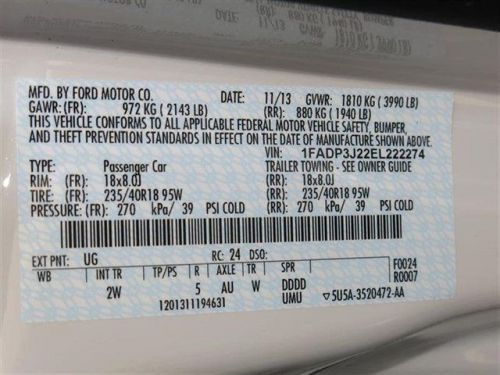 MFD. BY FORD MOTOR CO. DATE: 11/13 GVWR: 1810 KG ( 3990 LB)
GAWR: (FR): 972 KG ( 2143 LB) (RR): 880 KG ( 1940 LB)
THIS VEHICLE CONFORMS TO ALL APPLICABLE FEDERAL MOTOR VEHICLE SAFETY, BUMPER,
AND THEFT PREVENTION STANDARDS IN EFFECT ON THE DATE OF MANUFACTURE SHOWN ABOVE.
VIN: 1FADP3J22EL222274
TYPE: Passenger Car TRAILER TOWING - SEE OWNER GUIDE
RIM: (FR) 18x8.0J (RR): 18x8.0J
TIRE: (FR) 235/40R18 95W (RR): 235/40R18 95W
PRESSURE: (FR) 270 kPa/ 39 PSI COLD (RR): 270 kPa/ 39 PSI COLD
EXT PNT: UG RC: 24 DSO: F0024
WB INT TR TP/PS R AXLE TR SPR R0007
2W 5 AU W DDDD
1201311194631 UMU ▽5U5A-3520472-AA